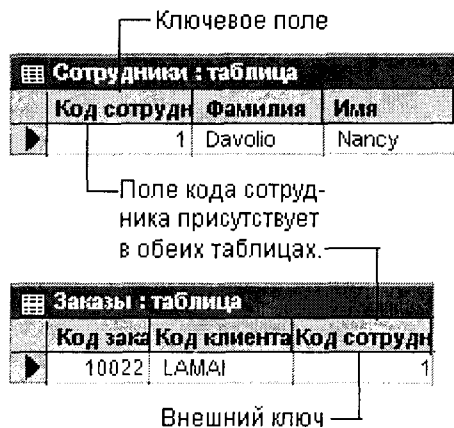 Ключевое поле
Сотрудники : таблица
Код сотрудн Фамилия Имя
1 Davolio Nancy
Поле кода сотруд-
ника присутствует
в обеих таблицах.
Заказы : таблица
Код зака Код клиента Код сотрудн
10022 LAMAI 1
Внешний ключ